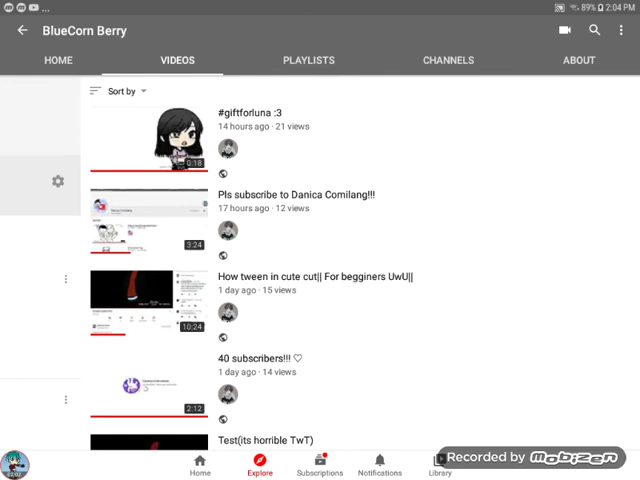 ... 89% 2:04 PM
BlueCorn Berry
HOME VIDEOS PLAYLISTS CHANNELS ABOUT
Sort by
#giftforluna :3
14 hours ago · 21 views
0:18
Pls subscribe to Danica Comilang!!!
17 hours ago · 12 views
3:24
How tween in cute cut|| For begginers UwU||
1 day ago · 15 views
10:24
40 subscribers!!! ♡
1 day ago · 14 views
2:12
Test(its horrible TwT)
Home Explore Subscriptions Notifications Library
Recorded by mobizen